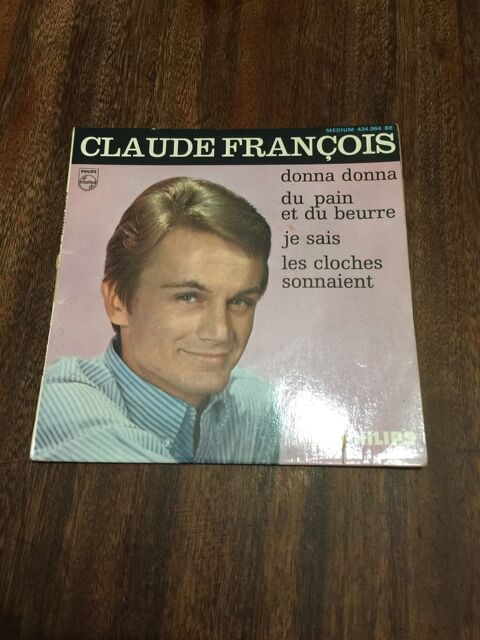 MEDIUM 434.964 BE
CLAUDE FRANÇOIS
PHILIPS
donna donna
du pain
et du beurre
je sais
les cloches
sonnaient
PHILIPS